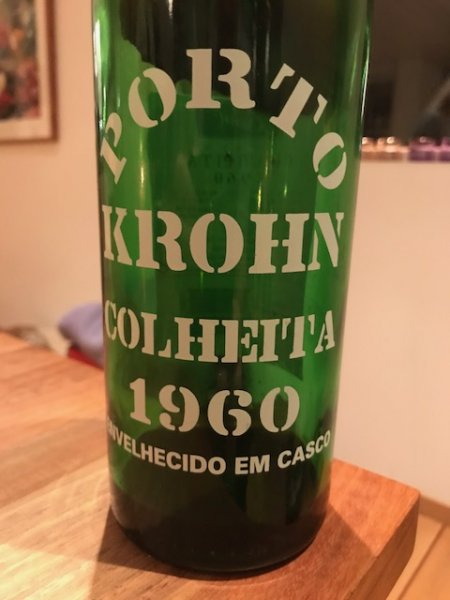 PORTO
KROHN
COLHEITA
1960
ENVELHECIDO EM CASCO